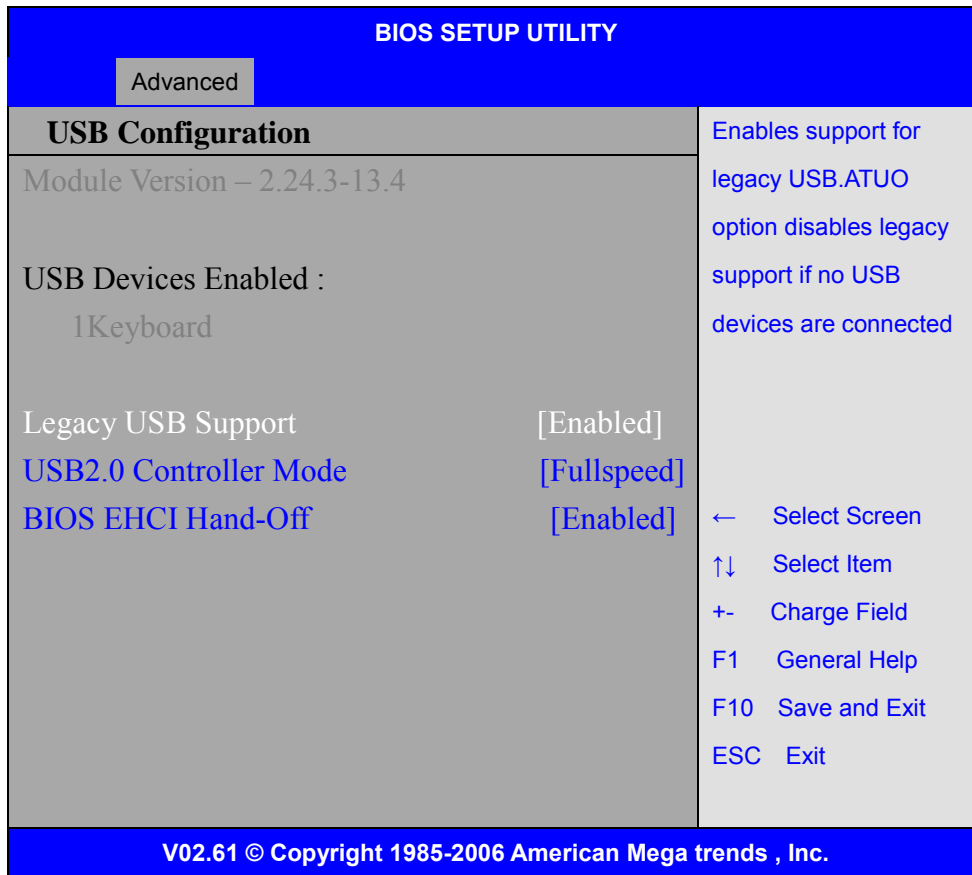 BIOS SETUP UTILITY
Advanced
USB Configuration
Module Version – 2.24.3-13.4
USB Devices Enabled :
1Keyboard
Legacy USB Support [Enabled]
USB2.0 Controller Mode [Fullspeed]
BIOS EHCI Hand-Off [Enabled]
Enables support for
legacy USB.ATUO
option disables legacy
support if no USB
devices are connected
← Select Screen
↑↓ Select Item
+- Charge Field
F1 General Help
F10 Save and Exit
ESC Exit
V02.61 © Copyright 1985-2006 American Mega trends , Inc.